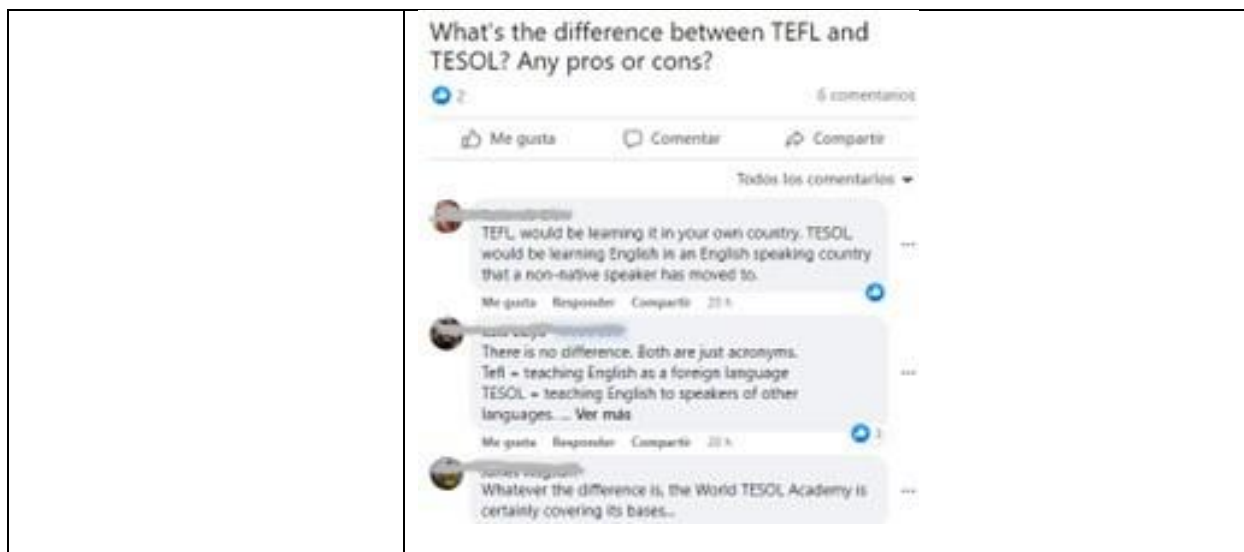 What's the difference between TEFL and
TESOL? Any pros or cons?
2
6 comentarios
Me gusta Comentar Compartir
Todos los comentarios
TEFL, would be learning it in your own country. TESOL,
would be learning English in an English speaking country
that a non-native speaker has moved to.
Me gusta Responder Compartir
There is no difference. Both are just acronyms.
Tefl = teaching English as a foreign language
TESOL = teaching English to speakers of other
languages. ... Ver más
Me gusta Responder Compartir
Whatever the difference is, the World TESOL Academy is
certainly covering its bases...